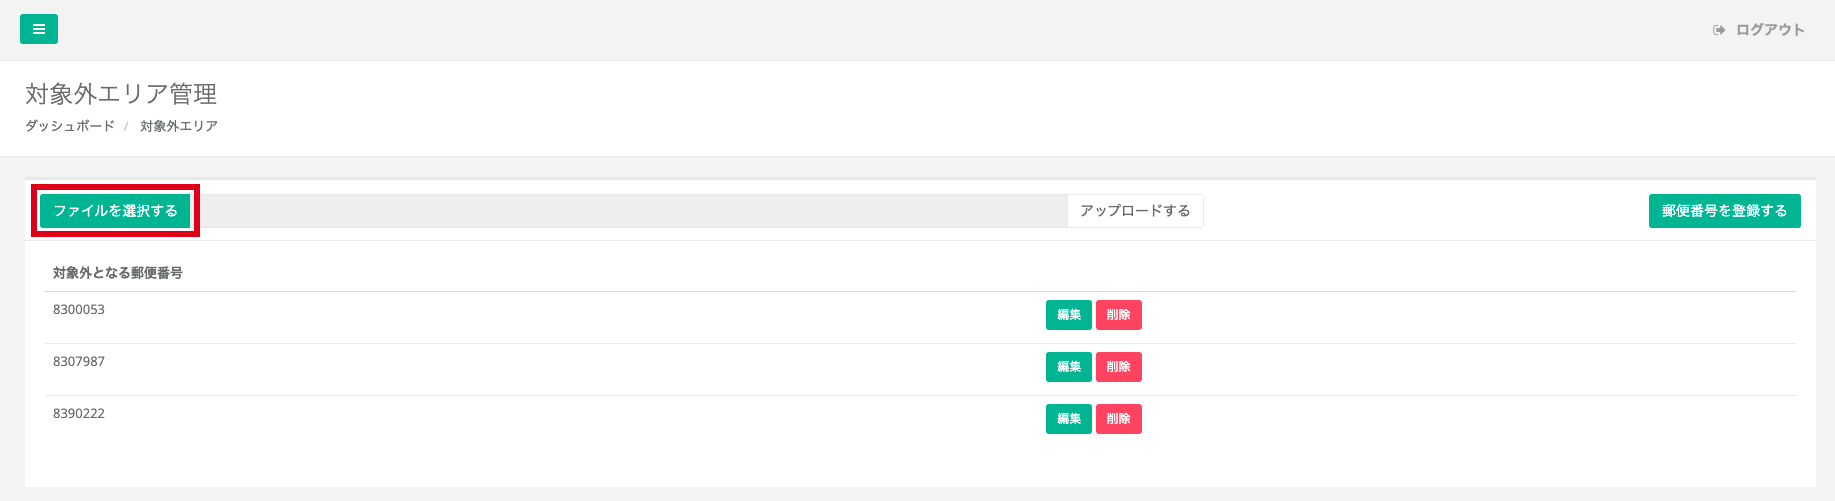 ログアウト
対象外エリア管理
ダッシュボード / 対象外エリア
ファイルを選択する アップロードする 郵便番号を登録する
対象外となる郵便番号
8300053 編集 削除
8307987 編集 削除
8390222 編集 削除